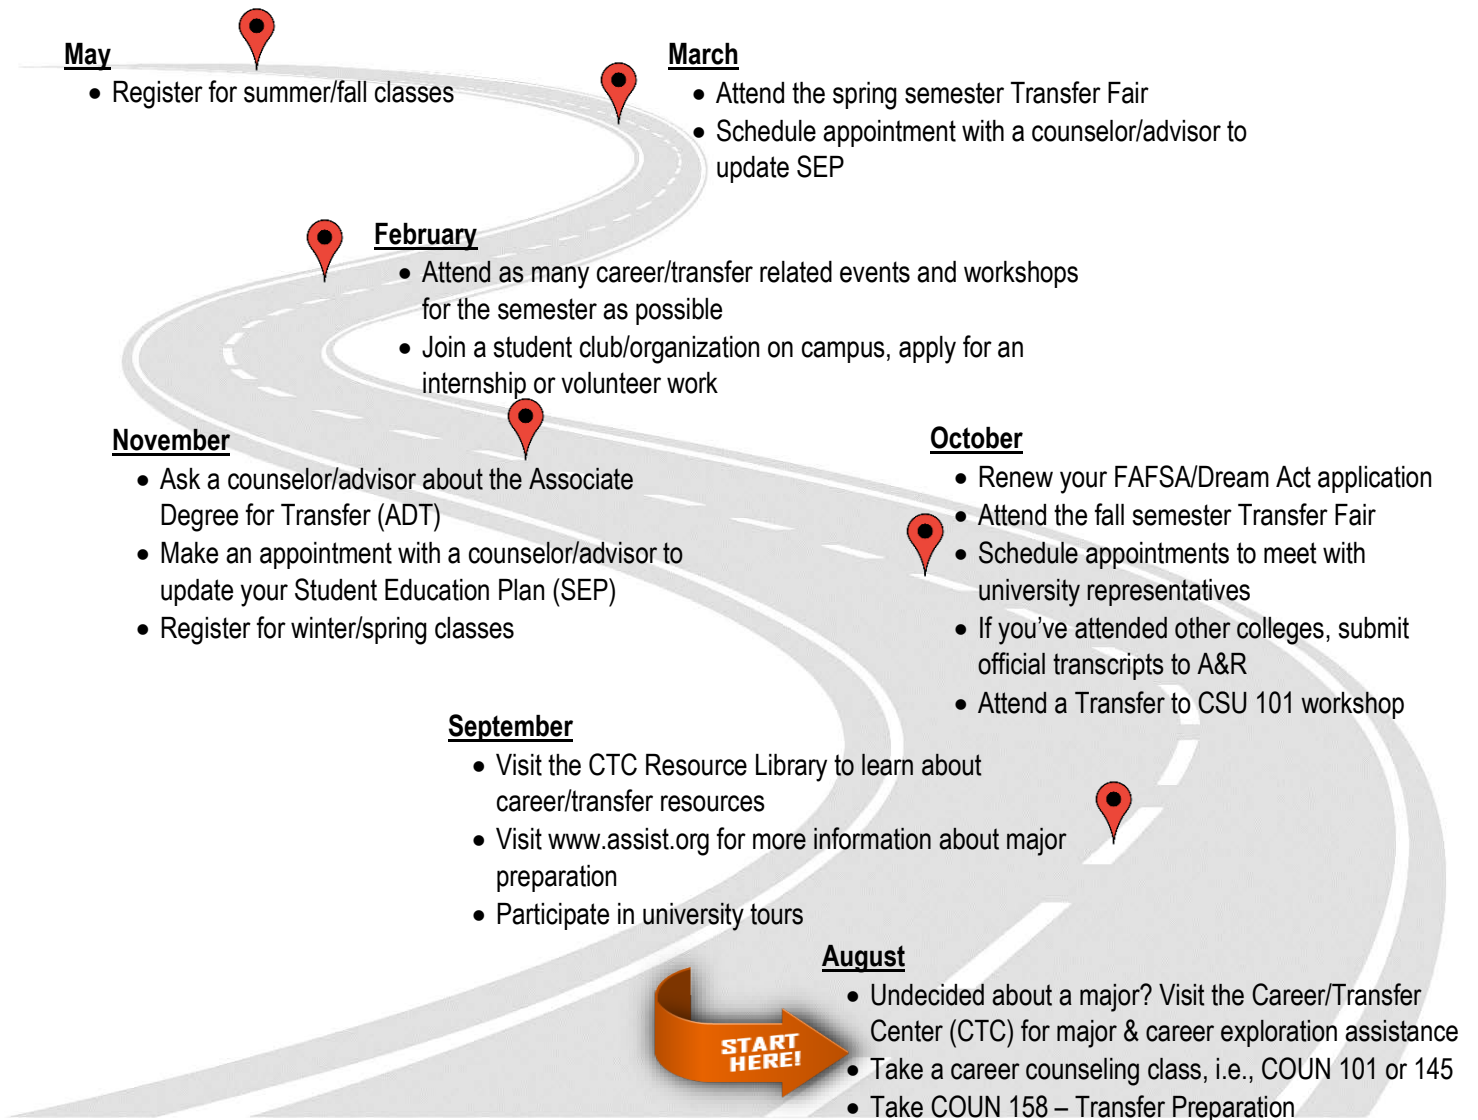 May
• Register for summer/fall classes
March
• Attend the spring semester Transfer Fair
• Schedule appointment with a counselor/advisor to
update SEP
February
• Attend as many career/transfer related events and workshops
for the semester as possible
• Join a student club/organization on campus, apply for an
internship or volunteer work
November
• Ask a counselor/advisor about the Associate
Degree for Transfer (ADT)
• Make an appointment with a counselor/advisor to
update your Student Education Plan (SEP)
• Register for winter/spring classes
October
• Renew your FAFSA/Dream Act application
• Attend the fall semester Transfer Fair
• Schedule appointments to meet with
university representatives
• If you’ve attended other colleges, submit
official transcripts to A&R
• Attend a Transfer to CSU 101 workshop
September
• Visit the CTC Resource Library to learn about
career/transfer resources
• Visit www.assist.org for more information about major
preparation
• Participate in university tours
START
HERE!
August
• Undecided about a major? Visit the Career/Transfer
Center (CTC) for major & career exploration assistance
• Take a career counseling class, i.e., COUN 101 or 145
• Take COUN 158 – Transfer Preparation